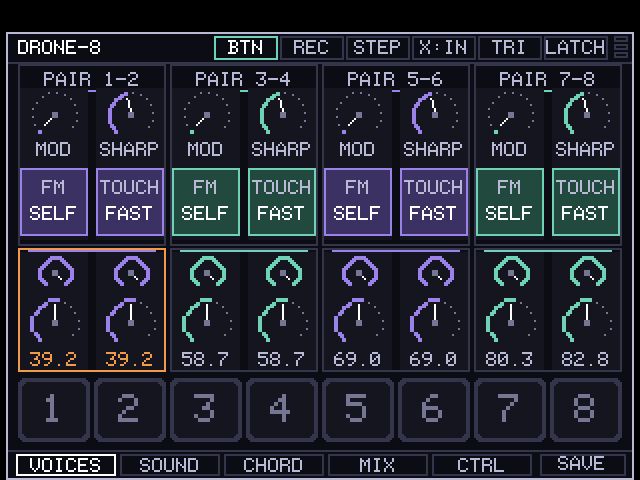 DRONE-8 BTN REC STEP X:IN TRI LATCH
PAIR 1-2 PAIR 3-4 PAIR 5-6 PAIR 7-8
MOD SHARP MOD SHARP MOD SHARP MOD SHARP
FM TOUCH FM TOUCH FM TOUCH FM TOUCH
SELF FAST SELF FAST SELF FAST SELF FAST
39.2 39.2 58.7 58.7 69.0 69.0 80.3 82.8
1 2 3 4 5 6 7 8
VOICES SOUND CHORD MIX CTRL SAVE